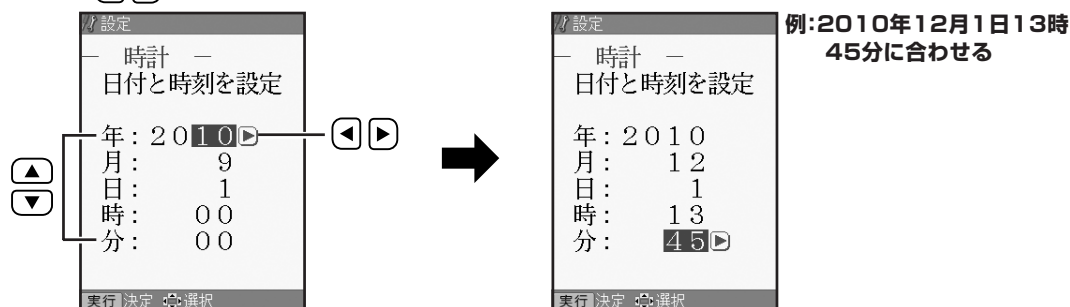 設定
― 時計 ―
日付と時刻を設定
年:2010
月: 9
日: 1
時: 00
分: 00
実行 決定 選択
設定
― 時計 ―
日付と時刻を設定
年:2010
月: 12
日: 1
時: 13
分: 45
実行 決定 選択
例:2010年12月1日13時
45分に合わせる